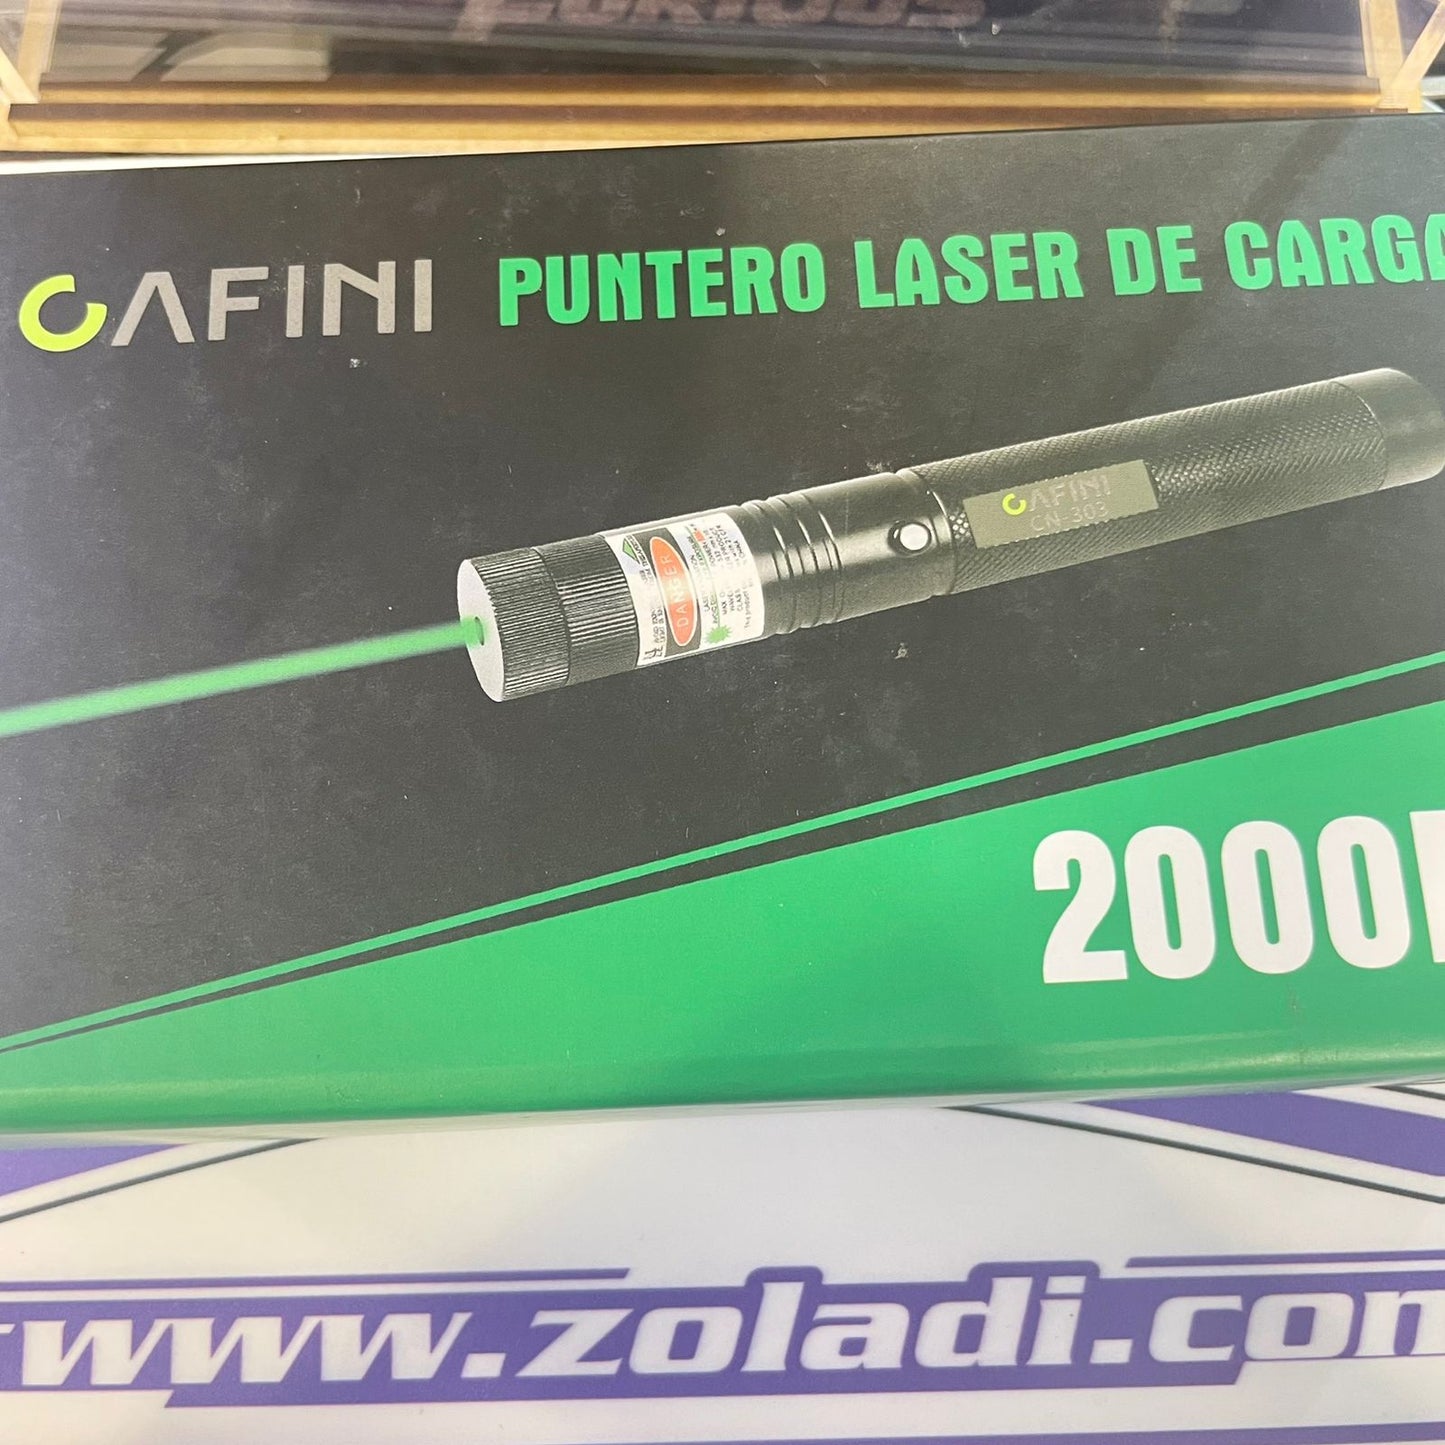 CAFINI PUNTERO LASER DE CARGA
CAFINI
CN-303
DANGER
2000
www.zoladi.com